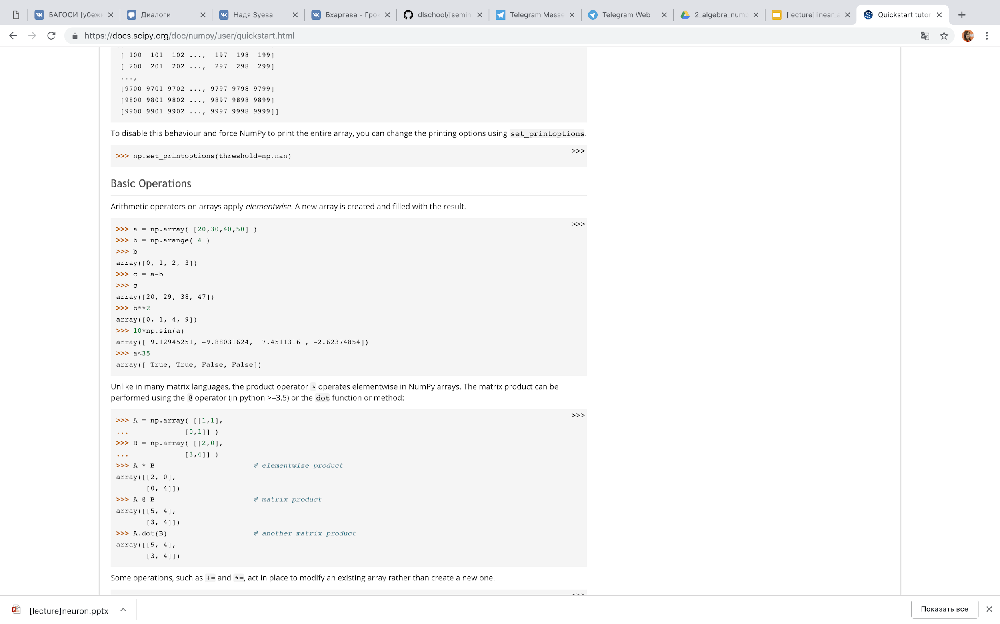 БАГОСИ [убежи
Диалоги
Надя Зуева
Бхаргава - Грок
dlschool/[semin
Telegram Messe
Telegram Web
2_algebra_nump
[lecture]linear_a
Quickstart tutor
https://docs.scipy.org/doc/numpy/user/quickstart.html
[ 100  101  102 ...,  197  198  199]
[ 200  201  202 ...,  297  298  299]
...,
[9700 9701 9702 ..., 9797 9798 9799]
[9800 9801 9802 ..., 9897 9898 9899]
[9900 9901 9902 ..., 9997 9998 9999]]
To disable this behaviour and force NumPy to print the entire array, you can change the printing options using set_printoptions.
>>>
>>> np.set_printoptions(threshold=np.nan)
Basic Operations
Arithmetic operators on arrays apply elementwise. A new array is created and filled with the result.
>>>
>>> a = np.array( [20,30,40,50] )
>>> b = np.arange( 4 )
>>> b
array([0, 1, 2, 3])
>>> c = a-b
>>> c
array([20, 29, 38, 47])
>>> b**2
array([0, 1, 4, 9])
>>> 10*np.sin(a)
array([ 9.12945251, -9.88031624,  7.4511316 , -2.62374854])
>>> a<35
array([ True, True, False, False])
Unlike in many matrix languages, the product operator * operates elementwise in NumPy arrays. The matrix product can be
performed using the @ operator (in python >=3.5) or the dot function or method:
>>>
>>> A = np.array( [[1,1],
...             [0,1]] )
>>> B = np.array( [[2,0],
...             [3,4]] )
>>> A * B                       # elementwise product
array([[2, 0],
       [0, 4]])
>>> A @ B                       # matrix product
array([[5, 4],
       [3, 4]])
>>> A.dot(B)                    # another matrix product
array([[5, 4],
       [3, 4]])
Some operations, such as += and *=, act in place to modify an existing array rather than create a new one.
>>>
[lecture]neuron.pptx
Показать все